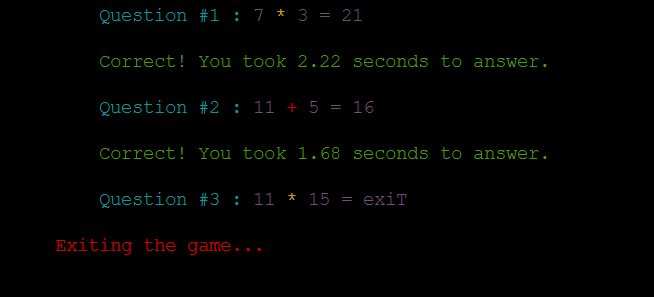 Question #1 : 7 * 3 = 21
Correct! You took 2.22 seconds to answer.
Question #2 : 11 + 5 = 16
Correct! You took 1.68 seconds to answer.
Question #3 : 11 * 15 = exiT
Exiting the game...